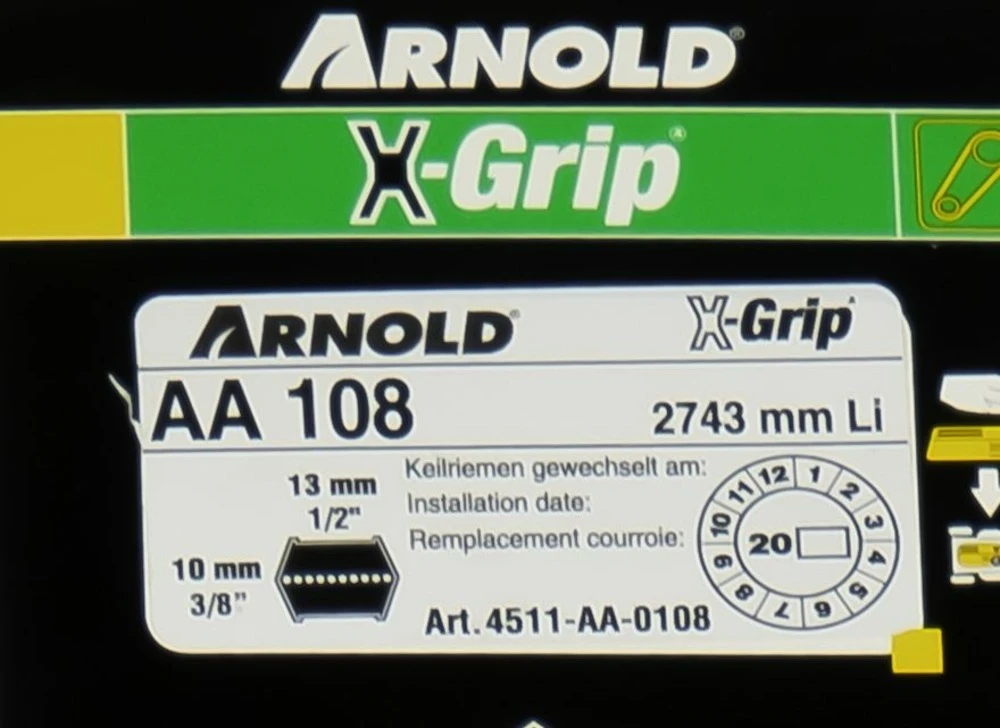 ARNOLD®
X-Grip®
ARNOLD®
X-Grip
AA 108
2743 mm Li
13 mm
1/2"
10 mm
3/8"
Keilriemen gewechselt am:
Installation date:
Remplacement courroie:
12 1 2 3 4 5 6 7 8 9 10 11
20
Art. 4511-AA-0108